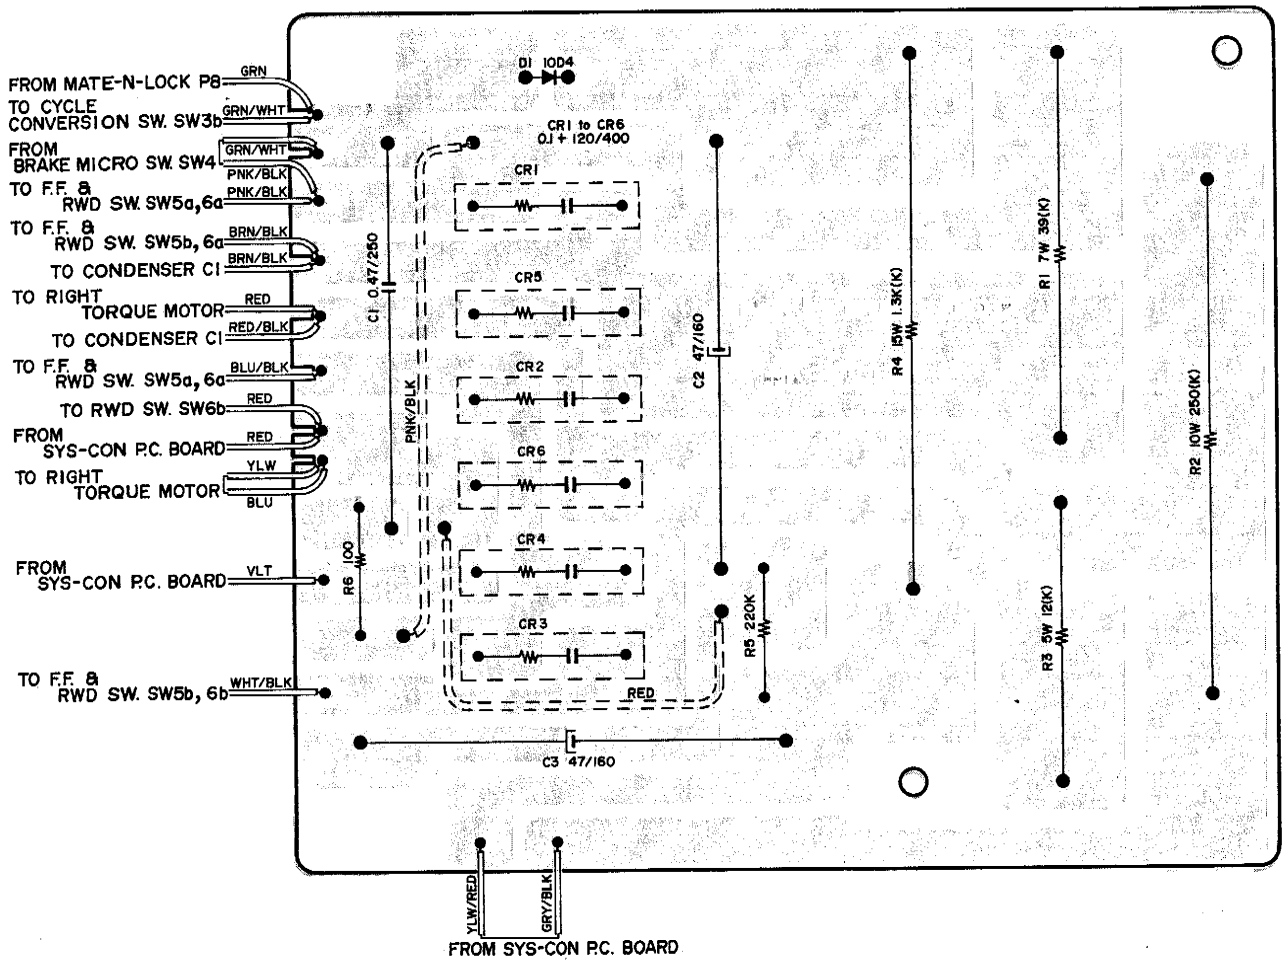 GRN
FROM MATE-N-LOCK P8
TO CYCLE
CONVERSION SW. SW3b
GRN/WHT
FROM
BRAKE MICRO SW. SW4
GRN/WHT
PNK/BLK
TO F.F. &
RWD SW. SW5a, 6a
PNK/BLK
TO F.F. &
RWD SW. SW5b, 6a
BRN/BLK
TO CONDENSER C1
BRN/BLK
TO RIGHT
TORQUE MOTOR
RED
TO CONDENSER C1
RED/BLK
TO F.F. &
RWD SW. SW5a, 6a
BLU/BLK
TO RWD SW. SW6b
RED
FROM
SYS-CON P.C. BOARD
RED
TO RIGHT
TORQUE MOTOR
YLW
BLU
FROM
SYS-CON P.C. BOARD
VLT
TO F.F. &
RWD SW. SW5b, 6b
WHT/BLK
D1 10D4
CR1 to CR6
0.1 + 120/400
CR1
CR5
CR2
CR6
CR4
CR3
C1 0.47/250
PNK/BLK
R6 100
RED
C2 47/160
R5 220K
C3 47/160
R4 15W 1.3K(K)
R1 7W 39(K)
R3 5W 12(K)
R2 10W 250(K)
YLW/RED
GRY/BLK
FROM SYS-CON P.C. BOARD